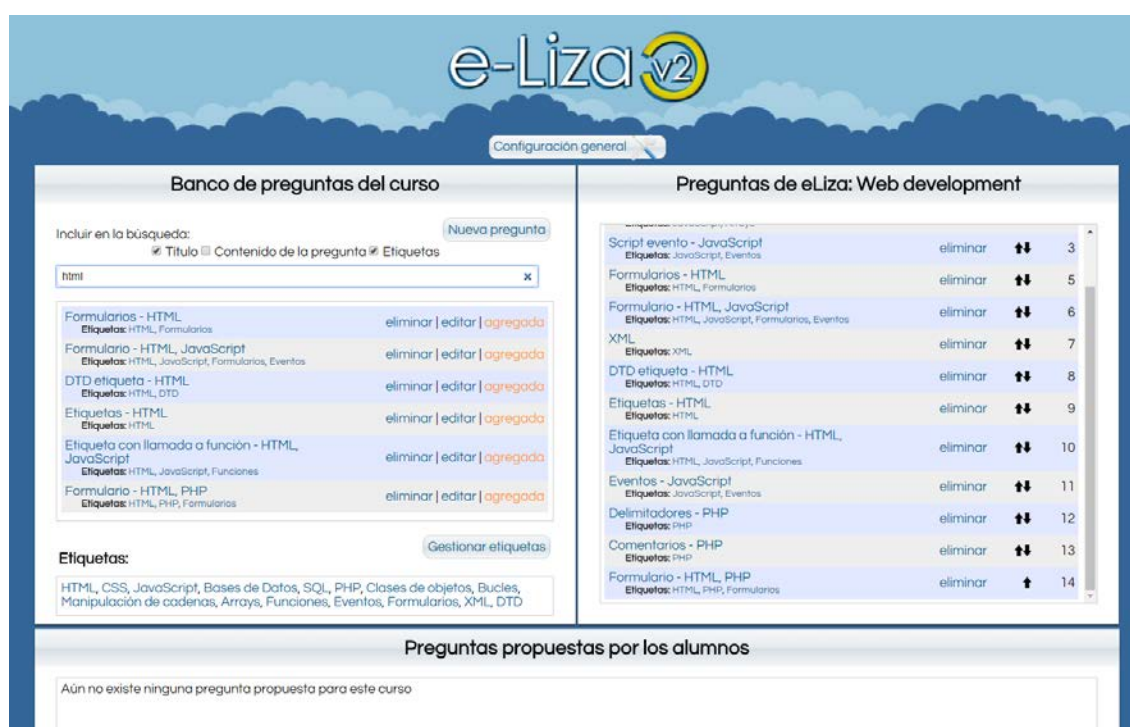 e-Liza v2
Configuración general
Banco de preguntas del curso
Incluir en la búsqueda:
Nueva pregunta
Título Contenido de la pregunta Etiquetas
html
Formularios - HTML
Etiquetas: HTML, Formularios
eliminar | editar | agregada
Formulario - HTML, JavaScript
Etiquetas: HTML, JavaScript, Formularios, Eventos
eliminar | editar | agregada
DTD etiqueta - HTML
Etiquetas: HTML, DTD
eliminar | editar | agregada
Etiquetas - HTML
Etiquetas: HTML
eliminar | editar | agregada
Etiqueta con llamada a función - HTML,
JavaScript
Etiquetas: HTML, JavaScript, Funciones
eliminar | editar | agregada
Formulario - HTML, PHP
Etiquetas: HTML, PHP, Formularios
eliminar | editar | agregada
Etiquetas:
Gestionar etiquetas
HTML, CSS, JavaScript, Bases de Datos, SQL, PHP, Clases de objetos, Bucles,
Manipulación de cadenas, Arrays, Funciones, Eventos, Formularios, XML, DTD
Preguntas de eLiza: Web development
Script evento - JavaScript
Etiquetas: JavaScript, Eventos
eliminar 3
Formularios - HTML
Etiquetas: HTML, Formularios
eliminar 5
Formulario - HTML, JavaScript
Etiquetas: HTML, JavaScript, Formularios, Eventos
eliminar 6
XML
Etiquetas: XML
eliminar 7
DTD etiqueta - HTML
Etiquetas: HTML, DTD
eliminar 8
Etiquetas - HTML
Etiquetas: HTML
eliminar 9
Etiqueta con llamada a función - HTML,
JavaScript
Etiquetas: HTML, JavaScript, Funciones
eliminar 10
Eventos - JavaScript
Etiquetas: JavaScript, Eventos
eliminar 11
Delimitadores - PHP
Etiquetas: PHP
eliminar 12
Comentarios - PHP
Etiquetas: PHP
eliminar 13
Formulario - HTML, PHP
Etiquetas: HTML, PHP, Formularios
eliminar 14
Preguntas propuestas por los alumnos
Aún no existe ninguna pregunta propuesta para este curso